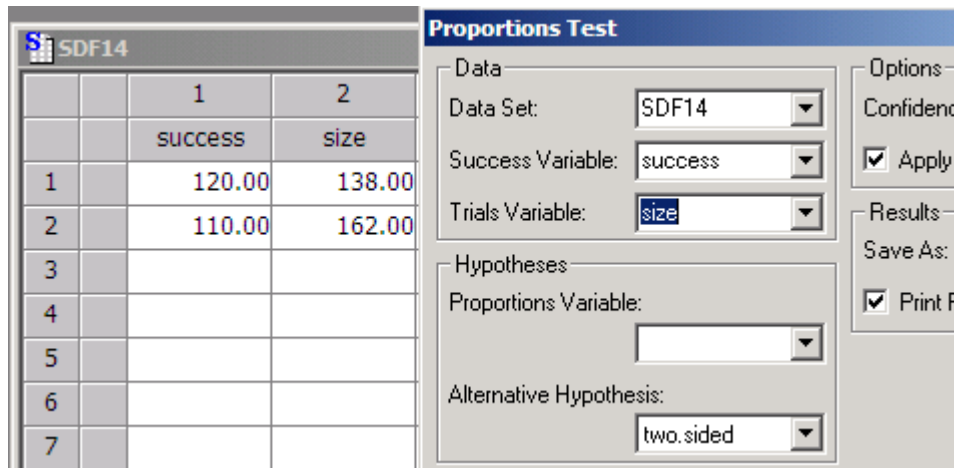 SDF14
1 2
success size
1 120.00 138.00
2 110.00 162.00
3
4
5
6
7
Proportions Test
Data
Data Set: SDF14
Success Variable: success
Trials Variable: size
Hypotheses
Proportions Variable:
Alternative Hypothesis:
two.sided
Options
Confidenc
Apply
Results
Save As:
Print